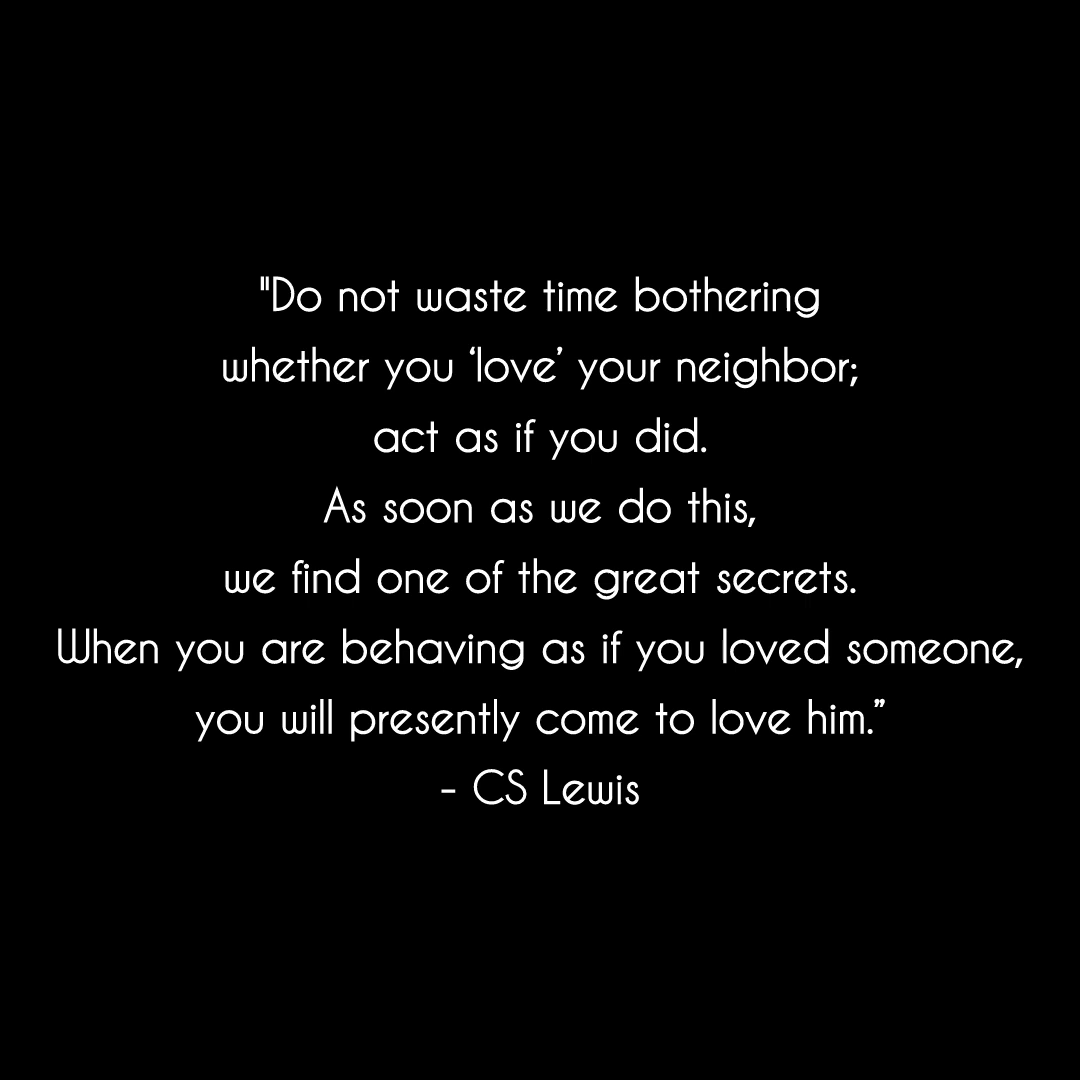 "Do not waste time bothering
whether you ‘love’ your neighbor;
act as if you did.
As soon as we do this,
we find one of the great secrets.
When you are behaving as if you loved someone,
you will presently come to love him.”
- CS Lewis